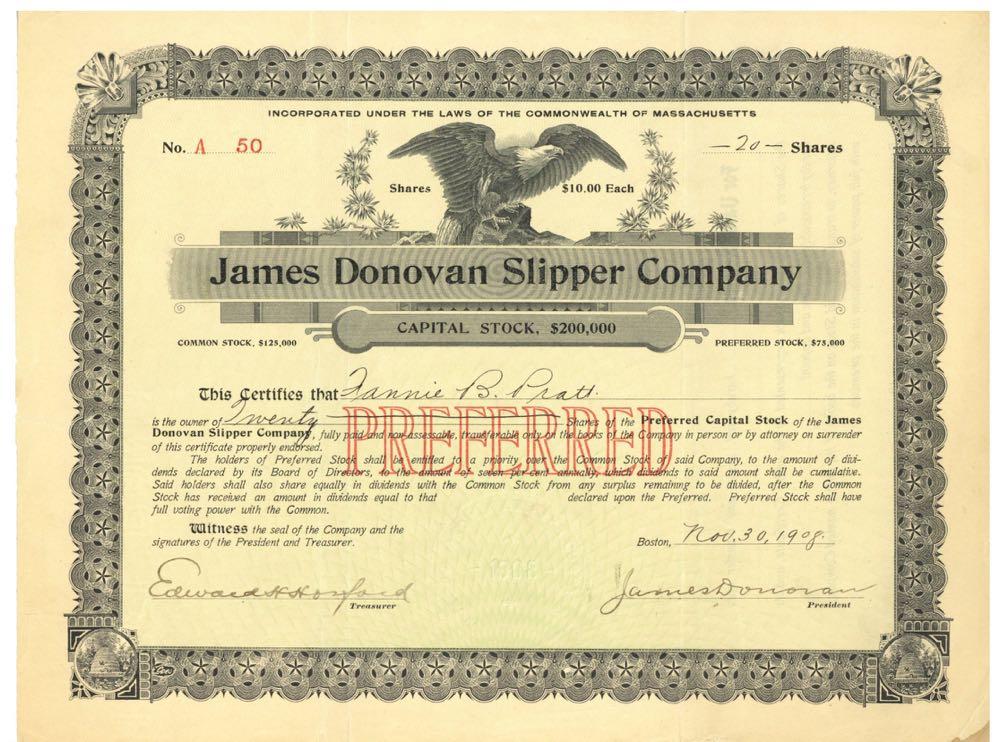 INCORPORATED UNDER THE LAWS OF THE COMMONWEALTH OF MASSACHUSETTS
No. A 50
—20— Shares
Shares $10.00 Each
James Donovan Slipper Company
CAPITAL STOCK, $200,000
COMMON STOCK, $125,000
PREFERRED STOCK, $75,000
This Certifies that Fannie B. Pratt
is the owner of Twenty Shares of the Preferred Capital Stock of the James
Donovan Slipper Company, fully paid and non-assessable, transferable only on the books of the Company in person or by attorney on surrender
of this certificate properly endorsed.
PREFERRED
The holders of Preferred Stock shall be entitled to a priority over the Common Stock of said Company, to the amount of divi-
dends declared by its Board of Directors, to the amount of seven per cent annually, which dividends to said amount shall be cumulative.
Said holders shall also share equally in dividends with the Common Stock from any surplus remaining to be divided, after the Common
Stock has received an amount in dividends equal to that declared upon the Preferred. Preferred Stock shall have
full voting power with the Common.
Witness the seal of the Company and the
signatures of the President and Treasurer.
Boston, Nov. 30, 1908.
Edward H. Hosford
Treasurer
James Donovan
President